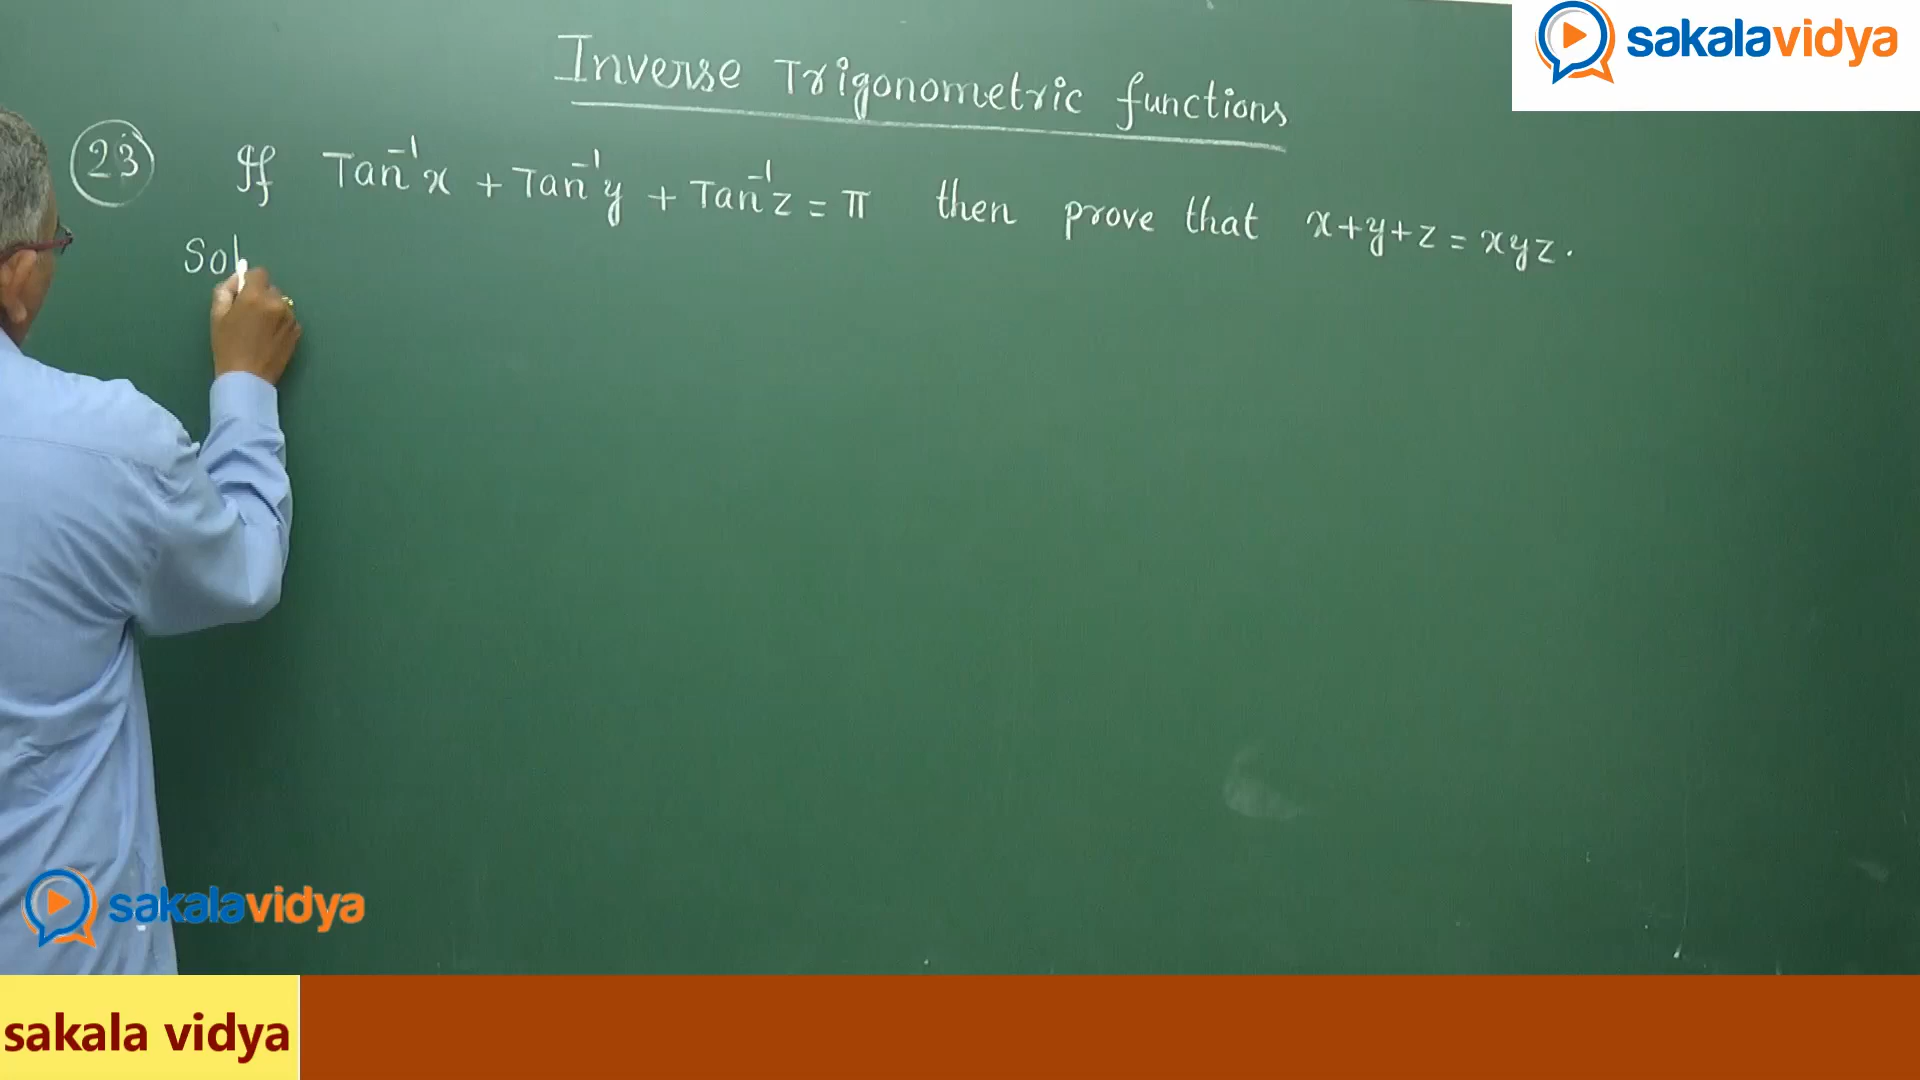 sakalavidya
Inverse Trigonometric functions
23 If Tan⁻¹x + Tan⁻¹y + Tan⁻¹z = π then prove that x+y+z = xyz.
Sol
sakalavidya
sakala vidya